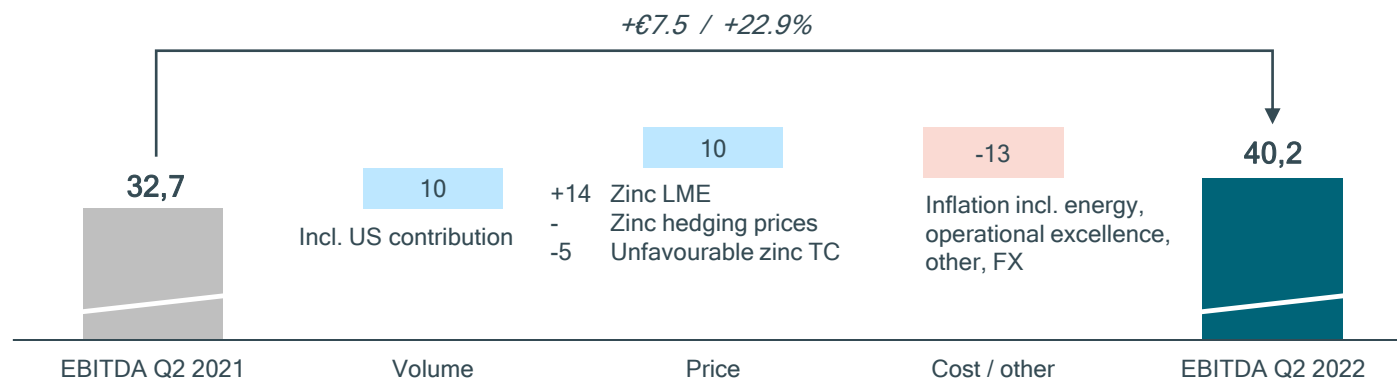 +€7.5 / +22.9%
32,7
10
Incl. US contribution
10
+14 Zinc LME
- Zinc hedging prices
-5 Unfavourable zinc TC
-13
Inflation incl. energy,
operational excellence,
other, FX
40,2
EBITDA Q2 2021
Volume
Price
Cost / other
EBITDA Q2 2022